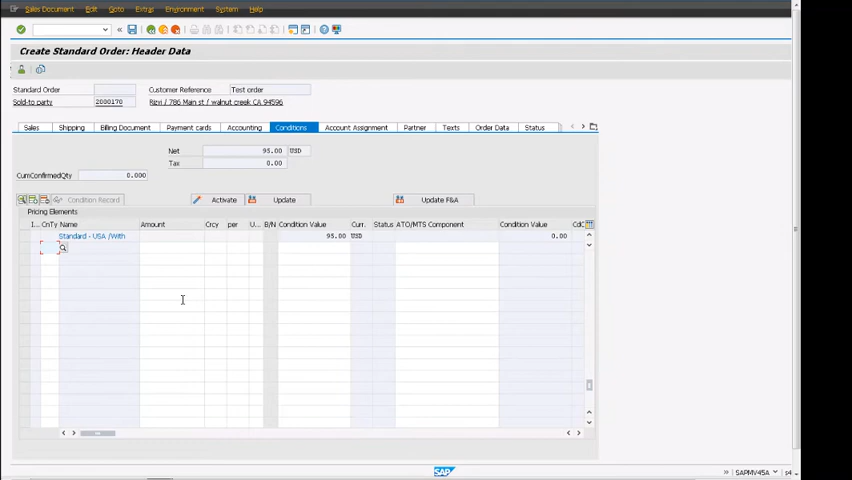 Sales Document Edit Goto Extras Environment System Help
Create Standard Order: Header Data
Standard Order Customer Reference Test order
Sold-to party 2000170 Rizvi / 786 Main st / walnut creek CA 94596
Sales Shipping Billing Document Payment cards Accounting Conditions Account Assignment Partner Texts Order Data Status
Net 95.00 USD
Tax 0.00
CumConfirmedQty 0.000
Condition Record Activate Update Update F&A
Pricing Elements
I... CnTy Name Amount Crcy per U... B/N Condition Value Curr. Status ATO/MTS Component Condition Value CdC
Standard - USA /With 95.00 USD 0.00
SAP SAPMV45A s4